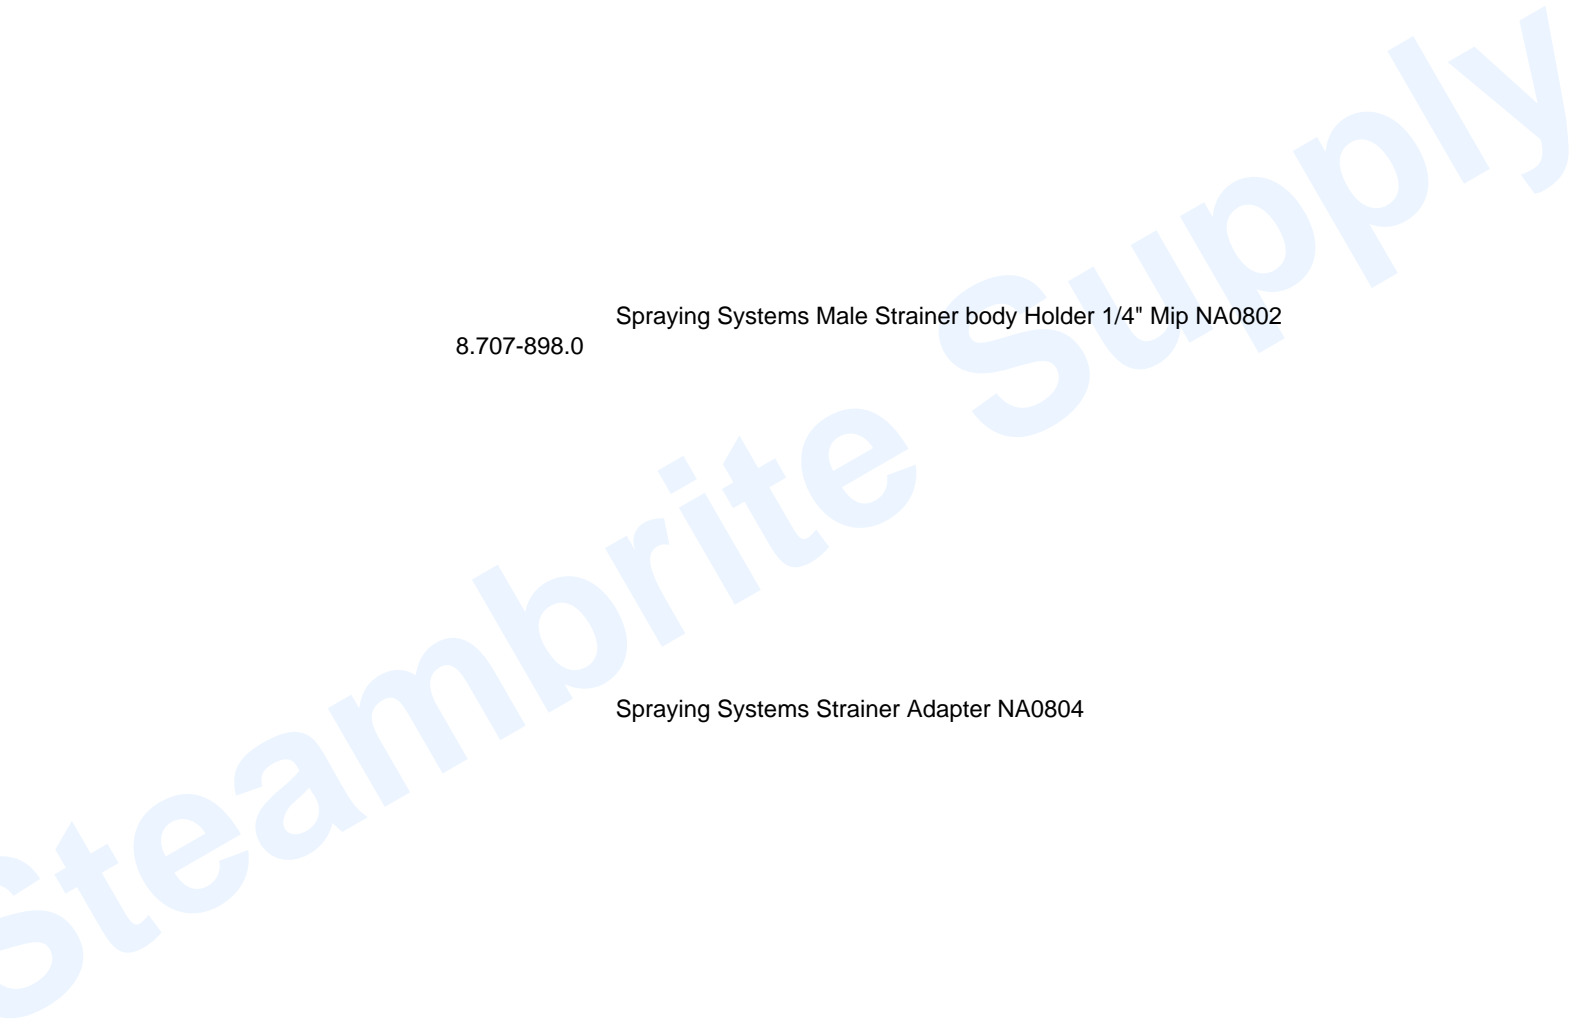 Spraying Systems Male Strainer body Holder 1/4" Mip NA0802
8.707-898.0
Spraying Systems Strainer Adapter NA0804
Steambrite Supply